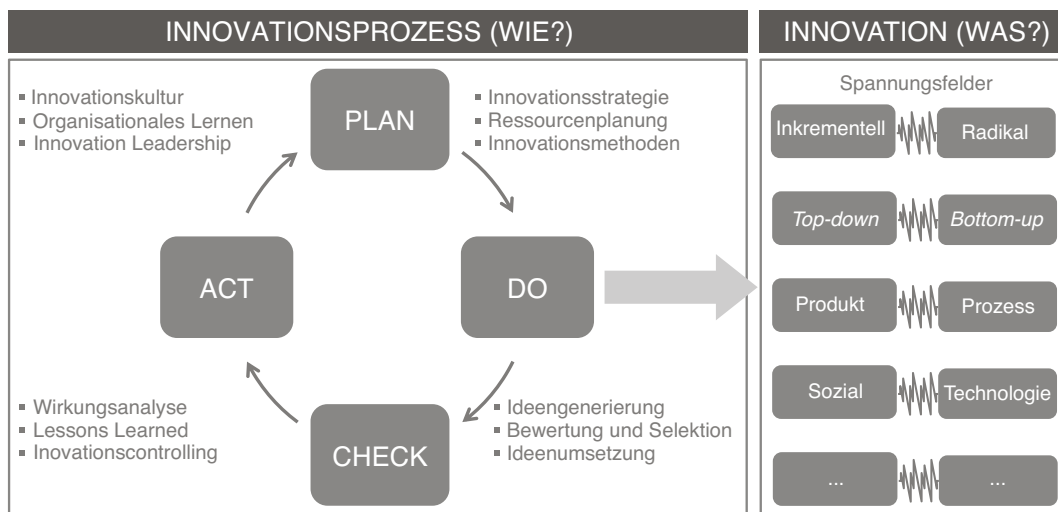 INNOVATIONSPROZESS (WIE?)
▪ Innovationskultur
▪ Organisationales Lernen
▪ Innovation Leadership
PLAN
▪ Innovationsstrategie
▪ Ressourcenplanung
▪ Innovationsmethoden
ACT
DO
▪ Wirkungsanalyse
▪ Lessons Learned
▪ Inovationscontrolling
CHECK
▪ Ideengenerierung
▪ Bewertung und Selektion
▪ Ideenumsetzung
INNOVATION (WAS?)
Spannungsfelder
Inkrementell Radikal
Top-down Bottom-up
Produkt Prozess
Sozial Technologie
... ...